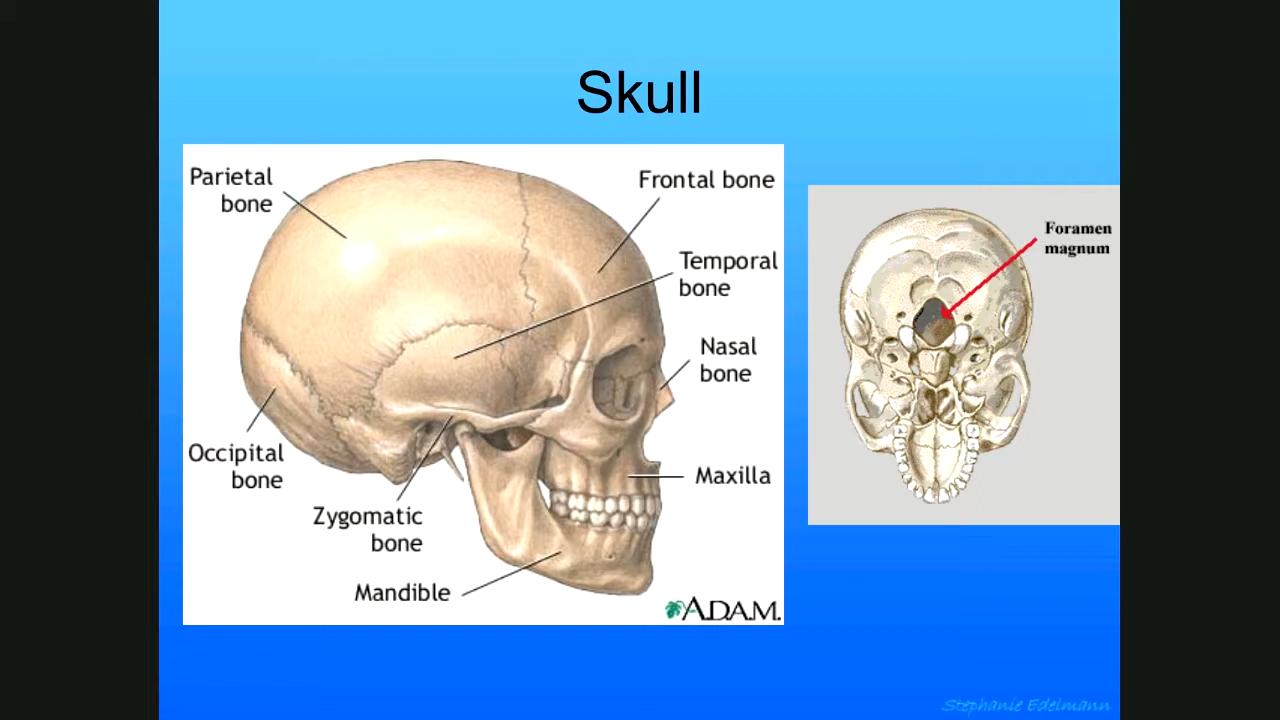 Skull
Parietal
bone
Frontal bone
Temporal
bone
Nasal
bone
Occipital
bone
Maxilla
Zygomatic
bone
Mandible
A.D.A.M.
Foramen
magnum
Stephanie Edelmann